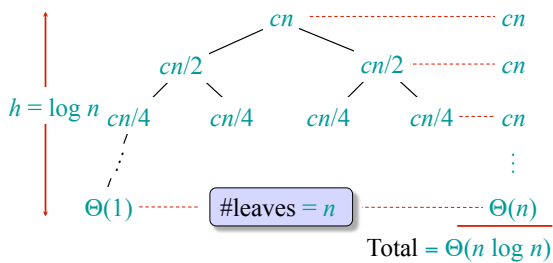 cn cn
cn/2 cn/2 cn
h = log n cn/4 cn/4 cn/4 cn/4 cn
⋮ ⋮
Θ(1) #leaves = n Θ(n)
Total = Θ(n log n)